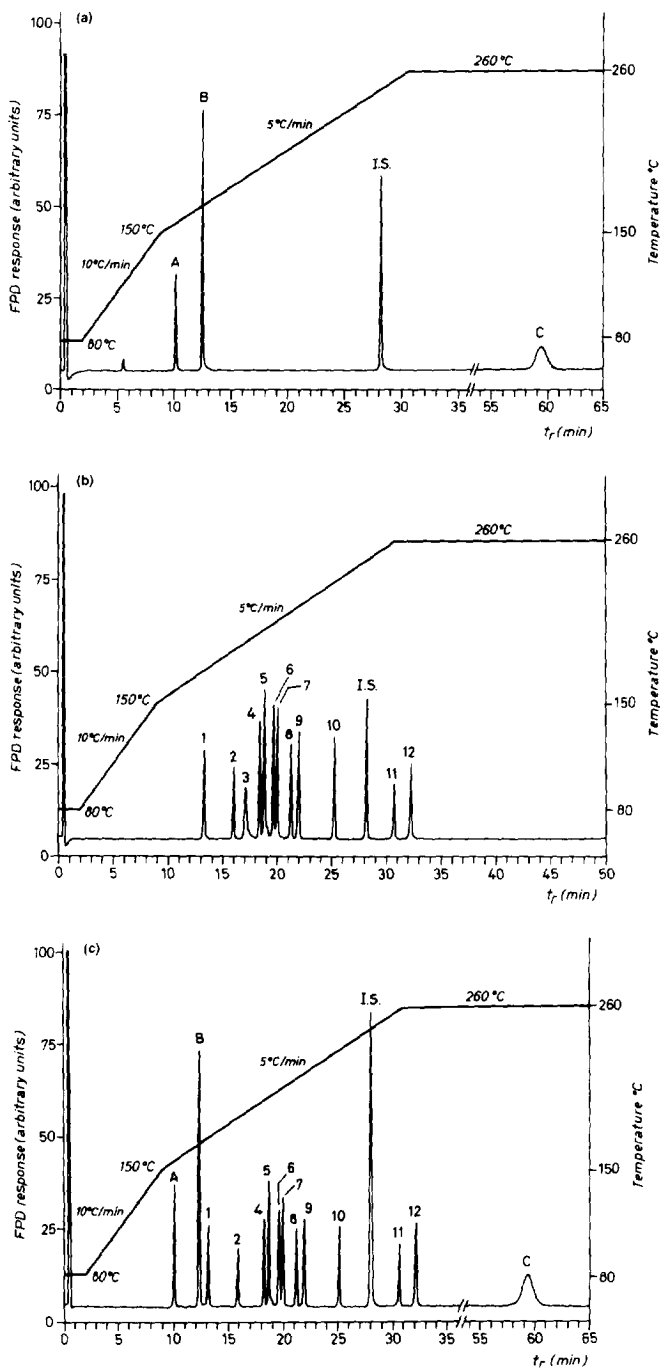 (a)
100
75
50
25
0
FPD response (arbitrary units)
260°C
5°C/min
150°C
10°C/min
80°C
A
B
I.S.
C
260
150
80
Temperature °C
0 5 10 15 20 25 30 35 55 60 65
tr (min)
(b)
100
75
50
25
0
FPD response (arbitrary units)
260°C
5°C/min
150°C
10°C/min
80°C
1 2 3 4 5 6 7 8 9 10 I.S. 11 12
260
150
80
Temperature °C
0 5 10 15 20 25 30 35 40 45 50
tr (min)
(c)
100
75
50
25
0
FPD response (arbitrary units)
260°C
5°C/min
150°C
10°C/min
80°C
A B 1 2 4 5 6 7 8 9 10 I.S. 11 12 C
260
150
80
Temperature °C
0 5 10 15 20 25 30 35 60 65
tr (min)